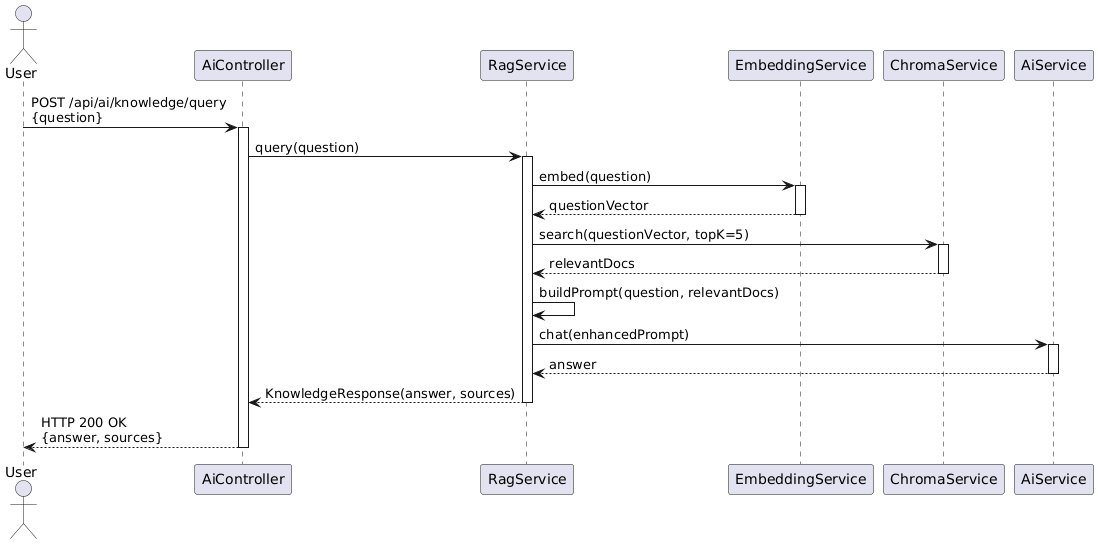 User
AiController
RagService
EmbeddingService
ChromaService
AiService
POST /api/ai/knowledge/query
{question}
query(question)
embed(question)
questionVector
search(questionVector, topK=5)
relevantDocs
buildPrompt(question, relevantDocs)
chat(enhancedPrompt)
answer
KnowledgeResponse(answer, sources)
HTTP 200 OK
{answer, sources}
User
AiController
RagService
EmbeddingService
ChromaService
AiService